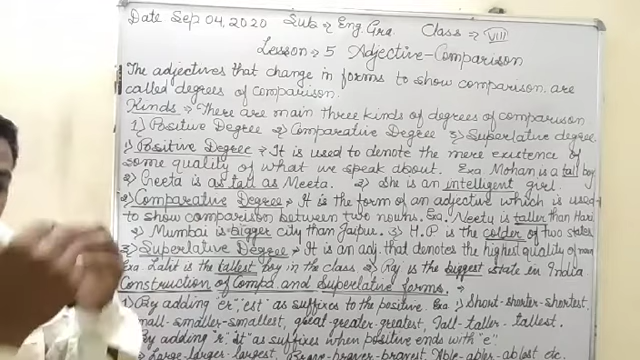 Date Sep 04, 2020 Sub :- Eng. Gra. Class :- VIII
Lesson :- 5 Adjective-Comparison
The adjectives that change in forms to show comparison are
called degrees of comparison.
Kinds :- There are main three kinds of degrees of comparison
1) Positive Degree 2) Comparative Degree 3) Superlative degree
1) Positive Degree :- It is used to denote the mere existence of
some quality of what we speak about. Exa. Mohan is a tall boy
2) Geeta is as tall as Meeta. 3) She is an intelligent girl.
2) Comparative Degree :- It is the form of an adjective which is used
to show comparison between two nouns. Exa. Neetu is taller than Hari
2) Mumbai is bigger city than Jaipur. 3) H.P is the colder of two states
3) Superlative Degree :- It is an adj. that denotes the highest quality of noun
Exa Lalit is the tallest boy in the class 2) Raj is the biggest state in India
Construction of Compa. and Superlative forms.
1) By adding "er", "est" as suffixes to the positive. Exa :- Short-shorter-shortest,
small-smaller-smallest, great-greater-greatest, Tall-taller-tallest.
By adding "r", "st" as suffixes when positive ends with "e"
Large-larger-largest, braver-bravest, Able-abler-ablest etc.